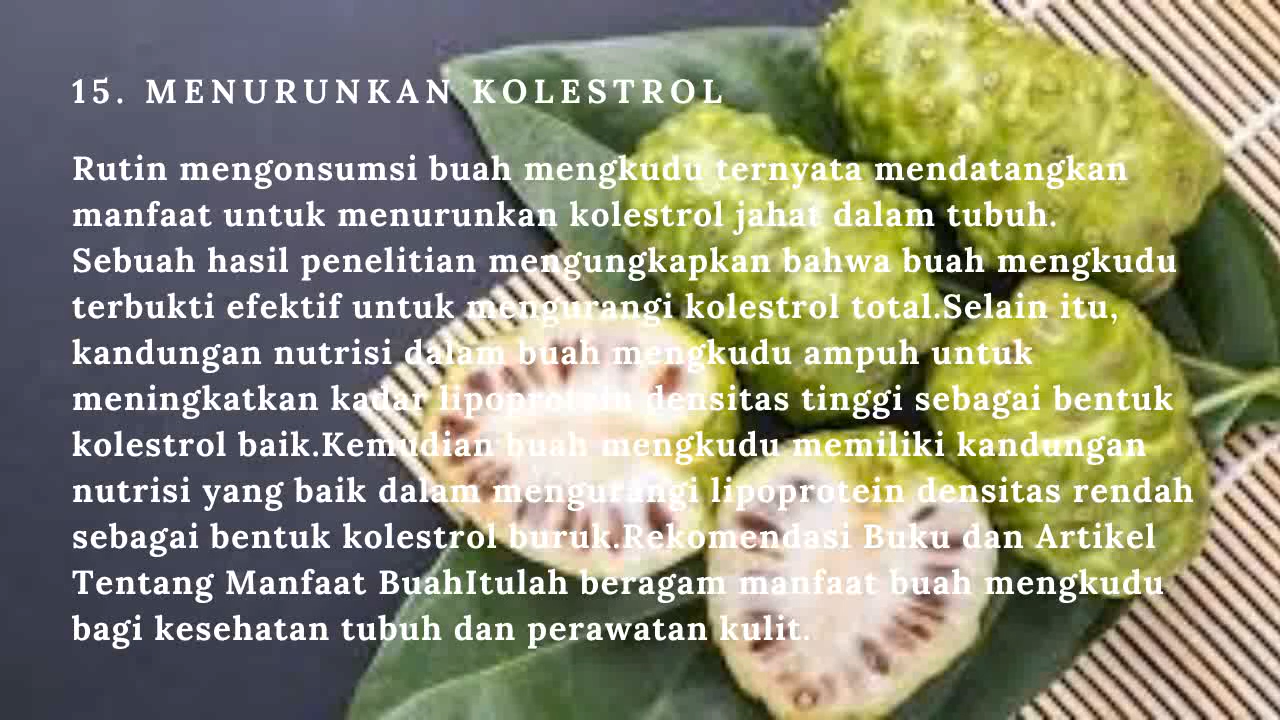 15. MENURUNKAN KOLESTROL
Rutin mengonsumsi buah mengkudu ternyata mendatangkan
manfaat untuk menurunkan kolestrol jahat dalam tubuh.
Sebuah hasil penelitian mengungkapkan bahwa buah mengkudu
terbukti efektif untuk mengurangi kolestrol total.Selain itu,
kandungan nutrisi dalam buah mengkudu ampuh untuk
meningkatkan kadar lipoprotein densitas tinggi sebagai bentuk
kolestrol baik.Kemudian buah mengkudu memiliki kandungan
nutrisi yang baik dalam mengurangi lipoprotein densitas rendah
sebagai bentuk kolestrol buruk.Rekomendasi Buku dan Artikel
Tentang Manfaat BuahItulah beragam manfaat buah mengkudu
bagi kesehatan tubuh dan perawatan kulit.